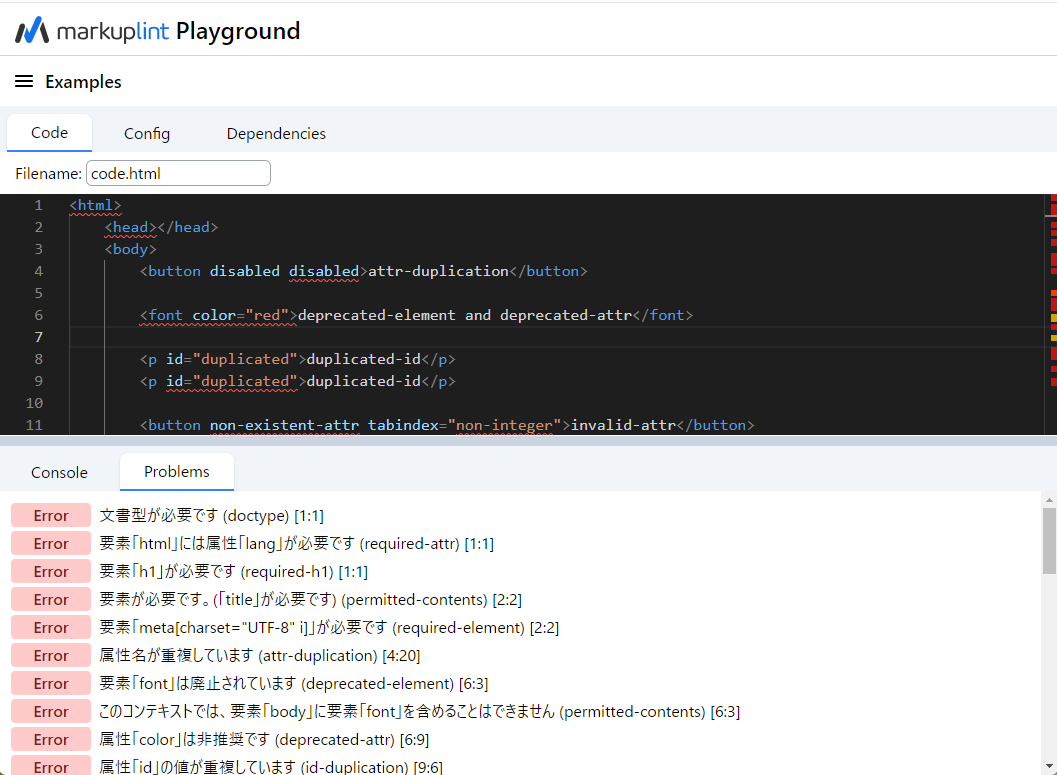 markuplint Playground
Examples
Code Config Dependencies
Filename: code.html
1 <html>
2 <head></head>
3 <body>
4 <button disabled disabled>attr-duplication</button>
5
6 <font color="red">deprecated-element and deprecated-attr</font>
7
8 <p id="duplicated">duplicated-id</p>
9 <p id="duplicated">duplicated-id</p>
10
11 <button non-existent-attr tabindex="non-integer">invalid-attr</button>
Console Problems
Error 文書型が必要です (doctype) [1:1]
Error 要素「html」には属性「lang」が必要です (required-attr) [1:1]
Error 要素「h1」が必要です (required-h1) [1:1]
Error 要素が必要です。(「title」が必要です) (permitted-contents) [2:2]
Error 要素「meta[charset="UTF-8" i]」が必要です (required-element) [2:2]
Error 属性名が重複しています (attr-duplication) [4:20]
Error 要素「font」は廃止されています (deprecated-element) [6:3]
Error このコンテキストでは、要素「body」に要素「font」を含めることはできません (permitted-contents) [6:3]
Error 属性「color」は非推奨です (deprecated-attr) [6:9]
Error 属性「id」の値が重複しています (id-duplication) [9:6]